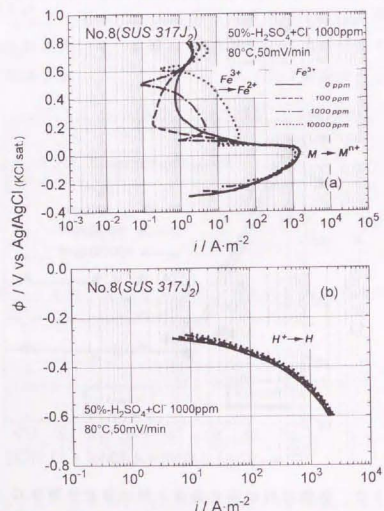 No.8(SUS 317J2)
50%-H2SO4+Cl- 1000ppm
80°C,50mV/min
Fe3+
Fe3+ → Fe2+
0 ppm
100 ppm
1000 ppm
10000 ppm
M → Mn+
(a)
0.8
0.6
0.4
0.2
0.0
-0.2
-0.4
10-3 10-2 10-1 100 101 102 103 104 105
i / A·m-2
ϕ / V vs Ag/AgCl (KCl sat.)
No.8(SUS 317J2)
(b)
H+→ H
50%-H2SO4+Cl- 1000ppm
80°C,50mV/min
0.0
-0.2
-0.4
-0.6
-0.8
100 101 102 103 104
i / A·m-2